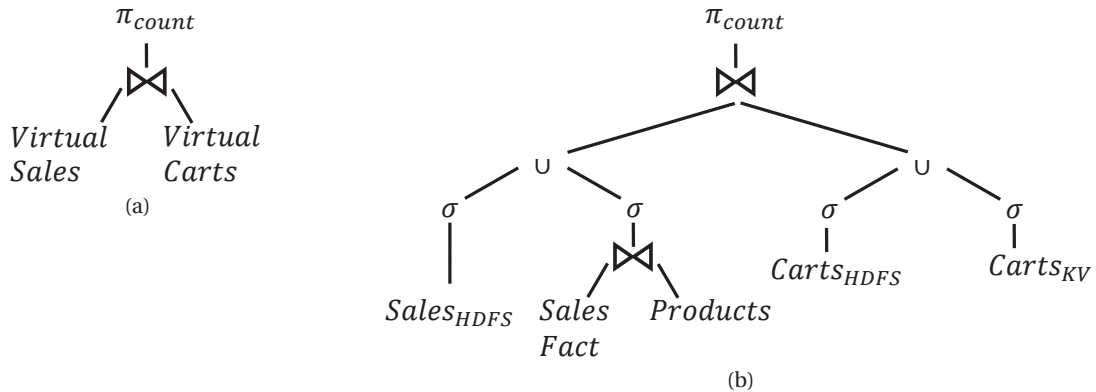 π_count
⋈
Virtual Sales
Virtual Carts
(a)
π_count
⋈
∪
∪
σ
σ
σ
σ
⋈
Sales_HDFS
Sales Fact
Products
Carts_HDFS
Carts_KV
(b)